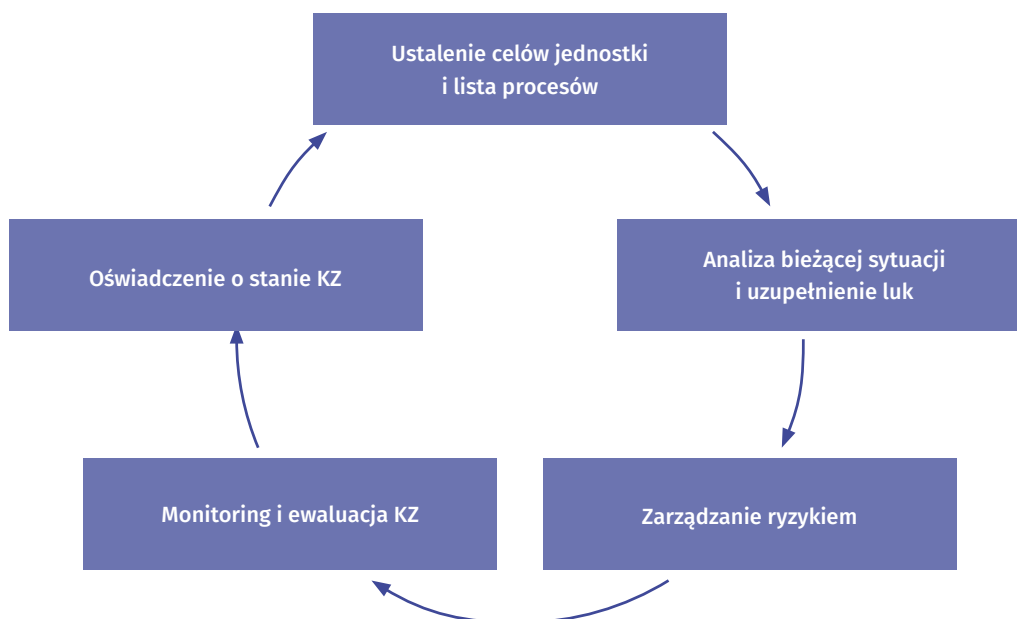 Ustalenie celów jednostki
i lista procesów
Analiza bieżącej sytuacji
i uzupełnienie luk
Zarządzanie ryzykiem
Monitoring i ewaluacja KZ
Oświadczenie o stanie KZ